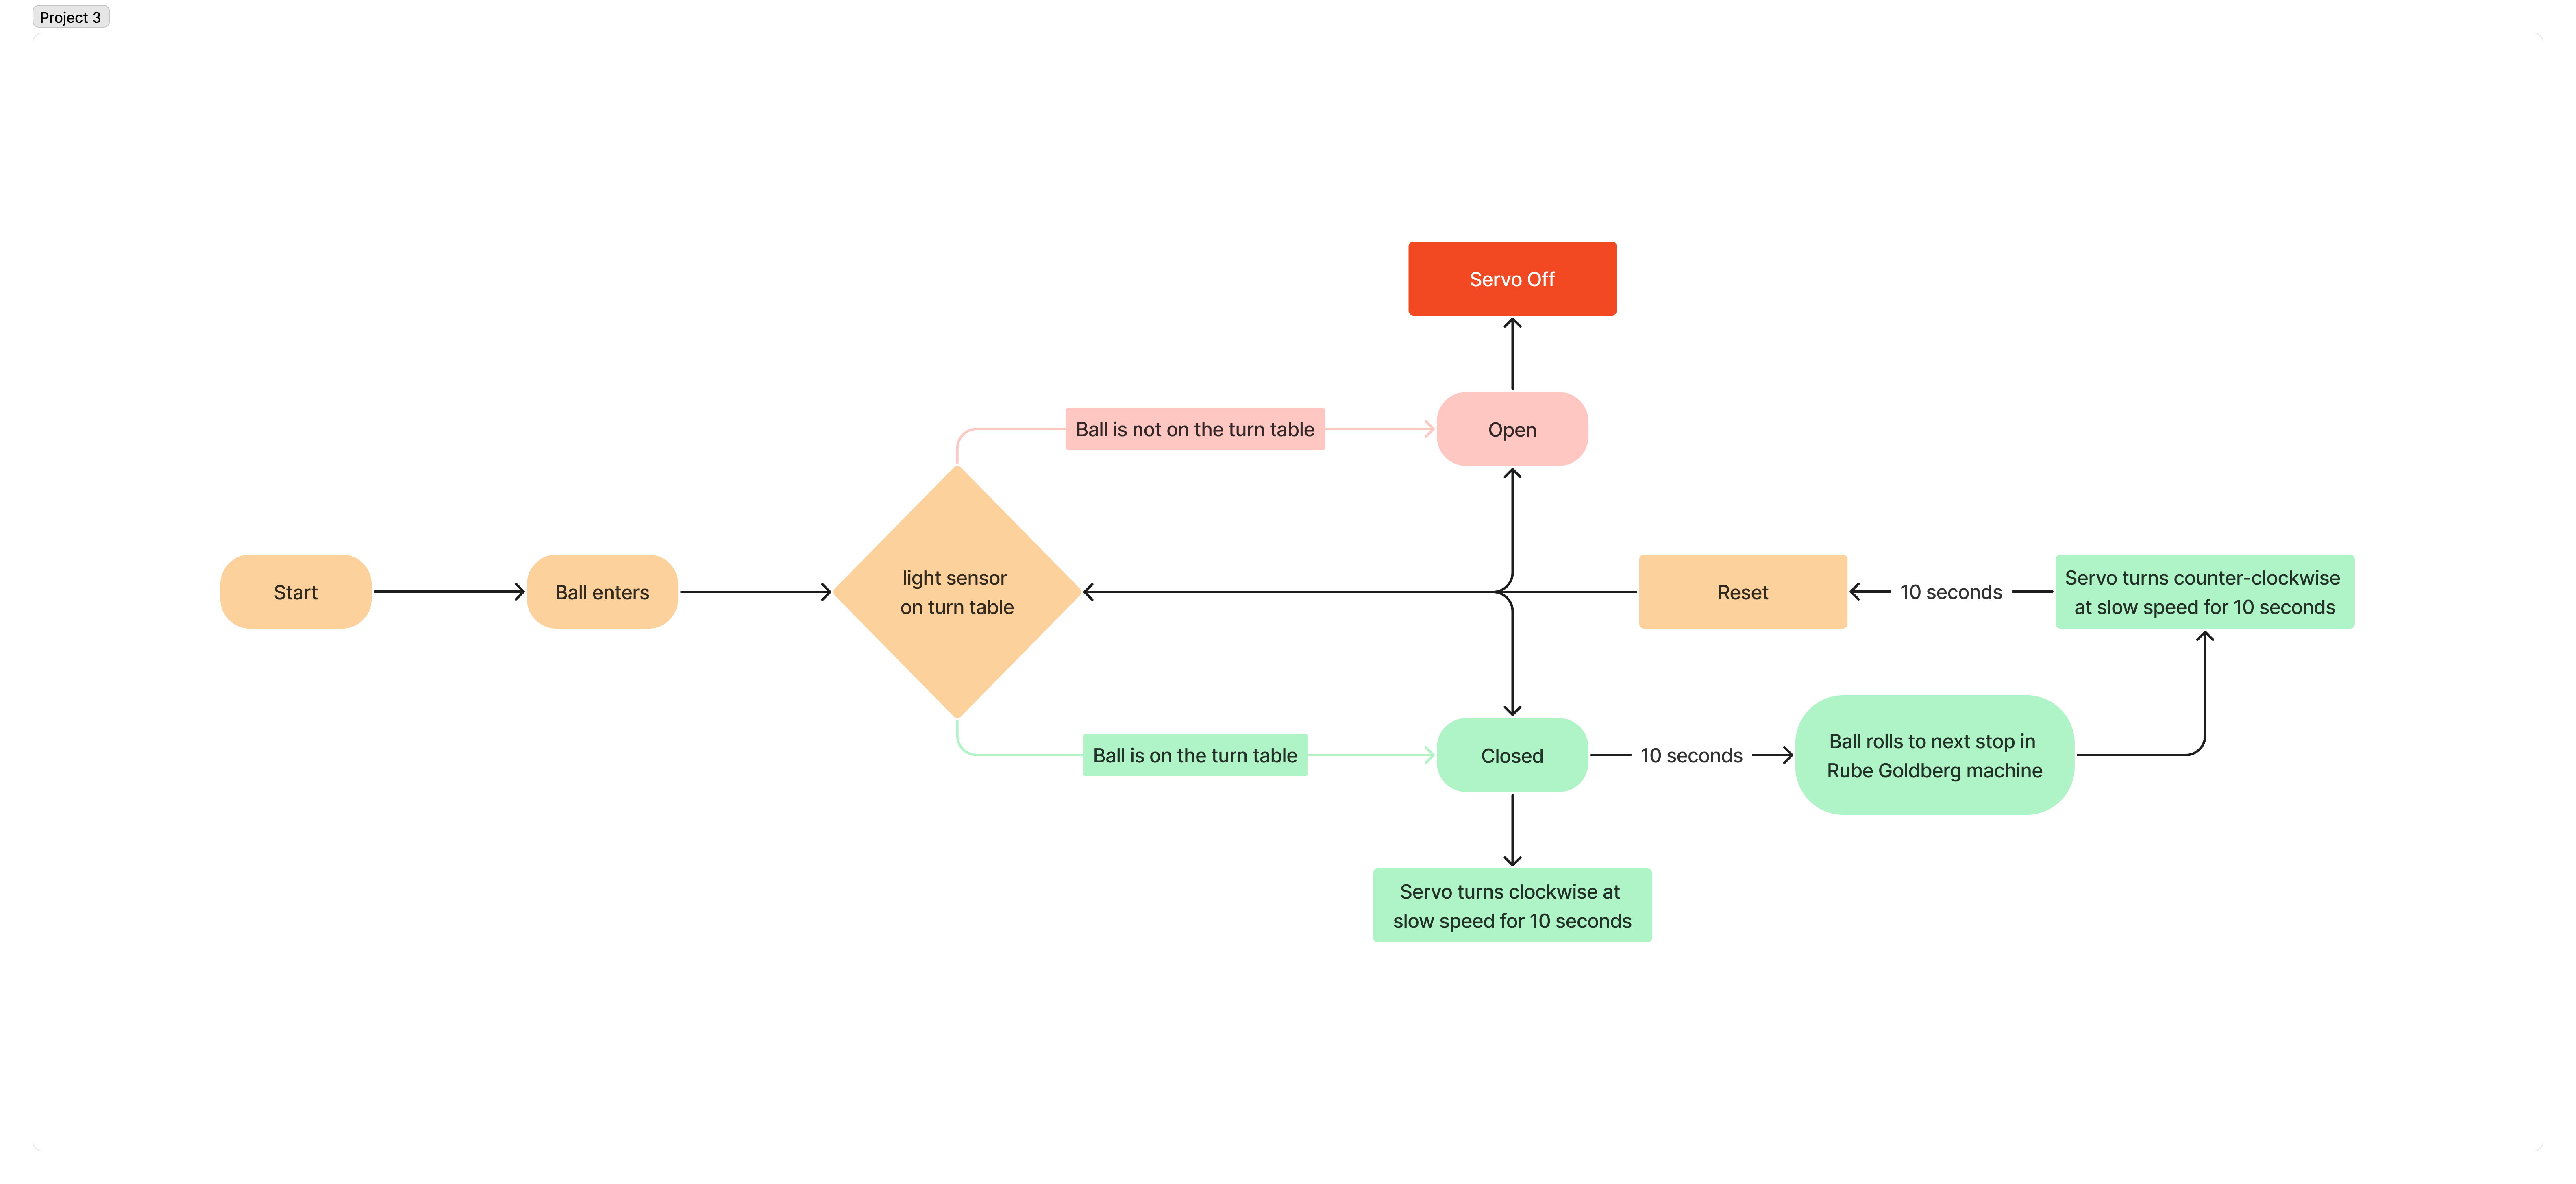 Project 3
Servo Off
Ball is not on the turn table
Open
Start
Ball enters
light sensor
on turn table
Reset
10 seconds
Servo turns counter-clockwise
at slow speed for 10 seconds
Ball is on the turn table
Closed
10 seconds
Ball rolls to next stop in
Rube Goldberg machine
Servo turns clockwise at
slow speed for 10 seconds